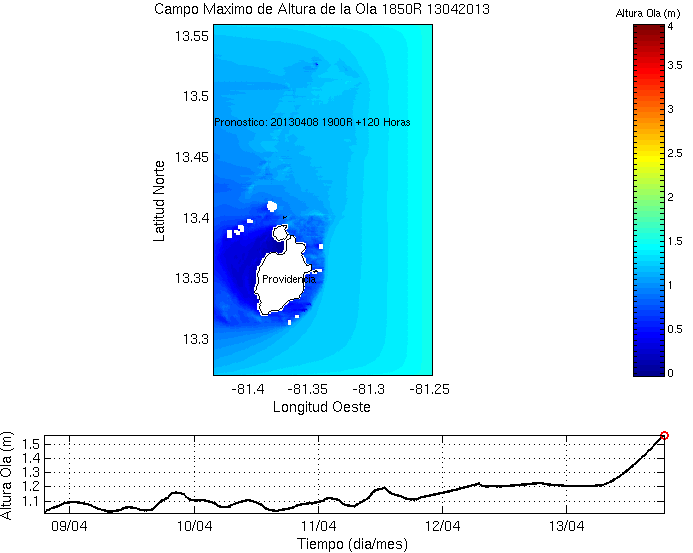 Campo Maximo de Altura de la Ola 1850R 13042013
Altura Ola (m)
4
3.5
3
2.5
2
1.5
1
0.5
0
13.55
13.5
13.45
13.4
13.35
13.3
Latitud Norte
Pronostico: 20130408 1900R +120 Horas
Providencia
-81.4 -81.35 -81.3 -81.25
Longitud Oeste
Altura Ola (m)
1.5
1.4
1.3
1.2
1.1
09/04 10/04 11/04 12/04 13/04
Tiempo (dia/mes)